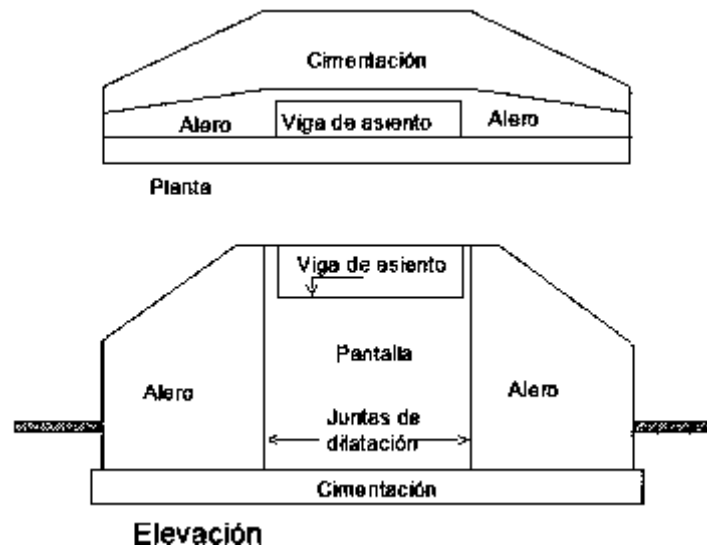 Cimentación
Alero Viga de asiento Alero
Planta
Viga de asiento
Pantalla
Alero Alero
Juntas de
dilatación
Cimentación
Elevación